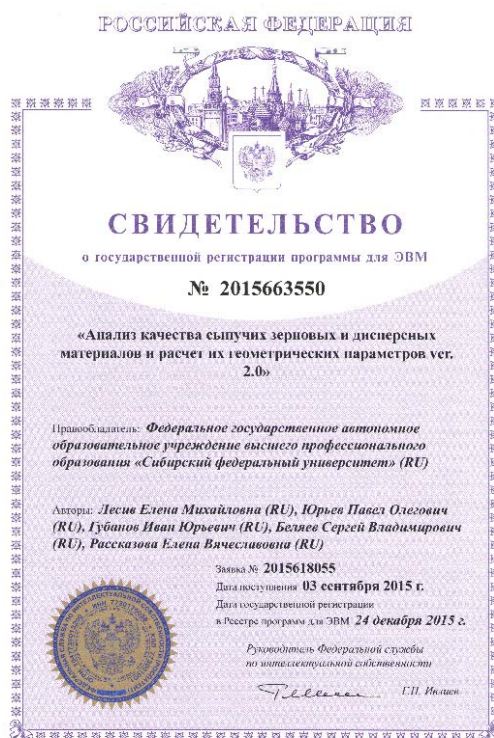 РОССИЙСКАЯ ФЕДЕРАЦИЯ
СВИДЕТЕЛЬСТВО
о государственной регистрации программы для ЭВМ
№ 2015663550
«Анализ качества сыпучих зерновых и дисперсных
материалов и расчет их геометрических параметров ver.
2.0»
Правообладатель: Федеральное государственное автономное
образовательное учреждение высшего профессионального
образования «Сибирский федеральный университет» (RU)
Авторы: Лесив Елена Михайловна (RU), Юрьев Павел Олегович
(RU), Губанов Иван Юрьевич (RU), Беляев Сергей Владимирович
(RU), Рассказова Елена Вячеславовна (RU)
Заявка № 2015618055
Дата поступления 03 сентября 2015 г.
Дата государственной регистрации
в Реестре программ для ЭВМ 24 декабря 2015 г.
Руководитель Федеральной службы
по интеллектуальной собственности
Г.П. Ивлиев